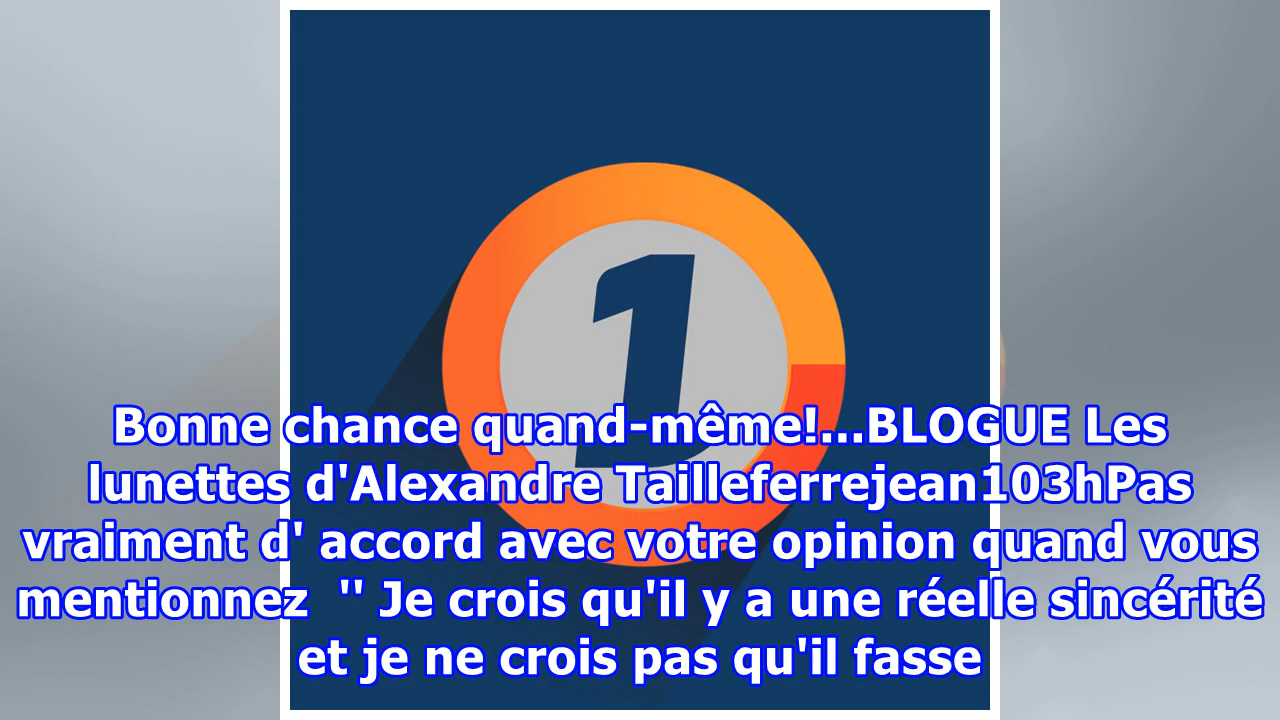 1
Bonne chance quand-même!...BLOGUE Les
lunettes d'Alexandre Tailleferrejean103hPas
vraiment d' accord avec votre opinion quand vous
mentionnez  '' Je crois qu'il y a une réelle sincérité
et je ne crois pas qu'il fasse